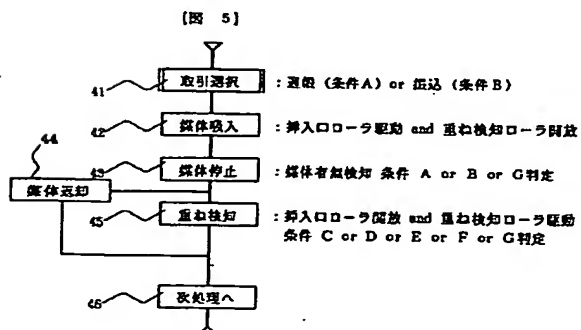 [図 5]
41 取引選択 : 通帳 (条件A) or 振込 (条件B)
42 媒体吸入 : 挿入口ローラ駆動 and 重ね検知ローラ開放
43 媒体停止 : 媒体有無検知 条件 A or B or G判定
44
媒体返却
45 重ね検知 : 挿入口ローラ開放 and 重ね検知ローラ駆動
条件 C or D or E or F or G判定
46 次処理へ